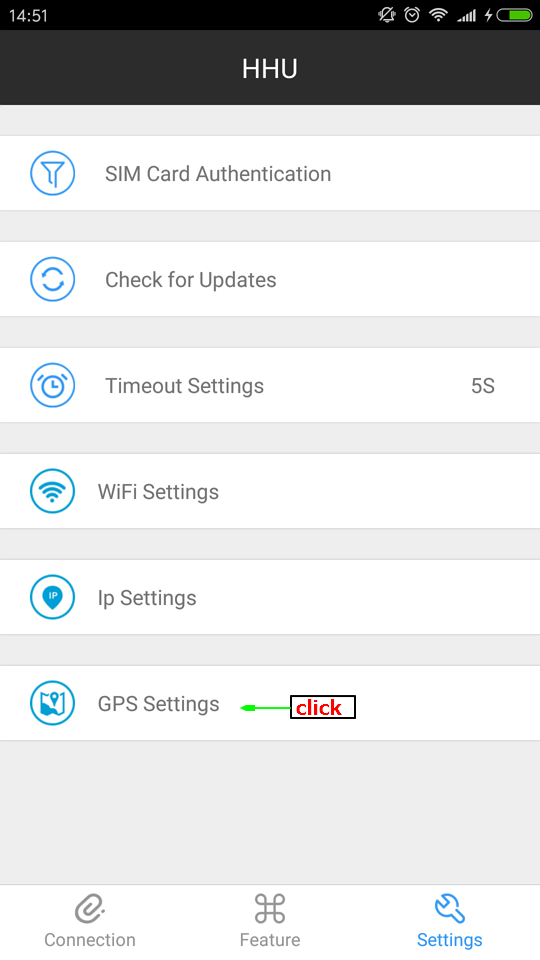 14:51
HHU
SIM Card Authentication
Check for Updates
Timeout Settings 5S
WiFi Settings
IP
Ip Settings
GPS Settings click
Connection Feature Settings